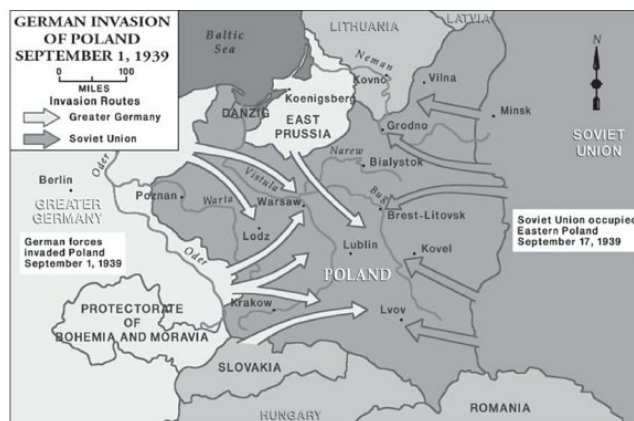 GERMAN INVASION
OF POLAND
SEPTEMBER 1, 1939
0 100
MILES
Invasion Routes
Greater Germany
Soviet Union
Baltic
Sea
LITHUANIA
LATVIA
Neman
Kovno
Vilna
Koenigsberg
DANZIG
EAST
PRUSSIA
Minsk
Grodno
SOVIET
UNION
Narew
Bialystok
Oder
Vistula
Bug
Berlin
Poznan
Warta
Warsaw
Brest-Litovsk
GREATER
GERMANY
Lodz
Soviet Union occupied
Eastern Poland
September 17, 1939
German forces
invaded Poland
September 1, 1939
Oder
Lublin
Kovel
POLAND
PROTECTORATE
OF
BOHEMIA AND MORAVIA
Krakow
Lvov
SLOVAKIA
HUNGARY
ROMANIA
N